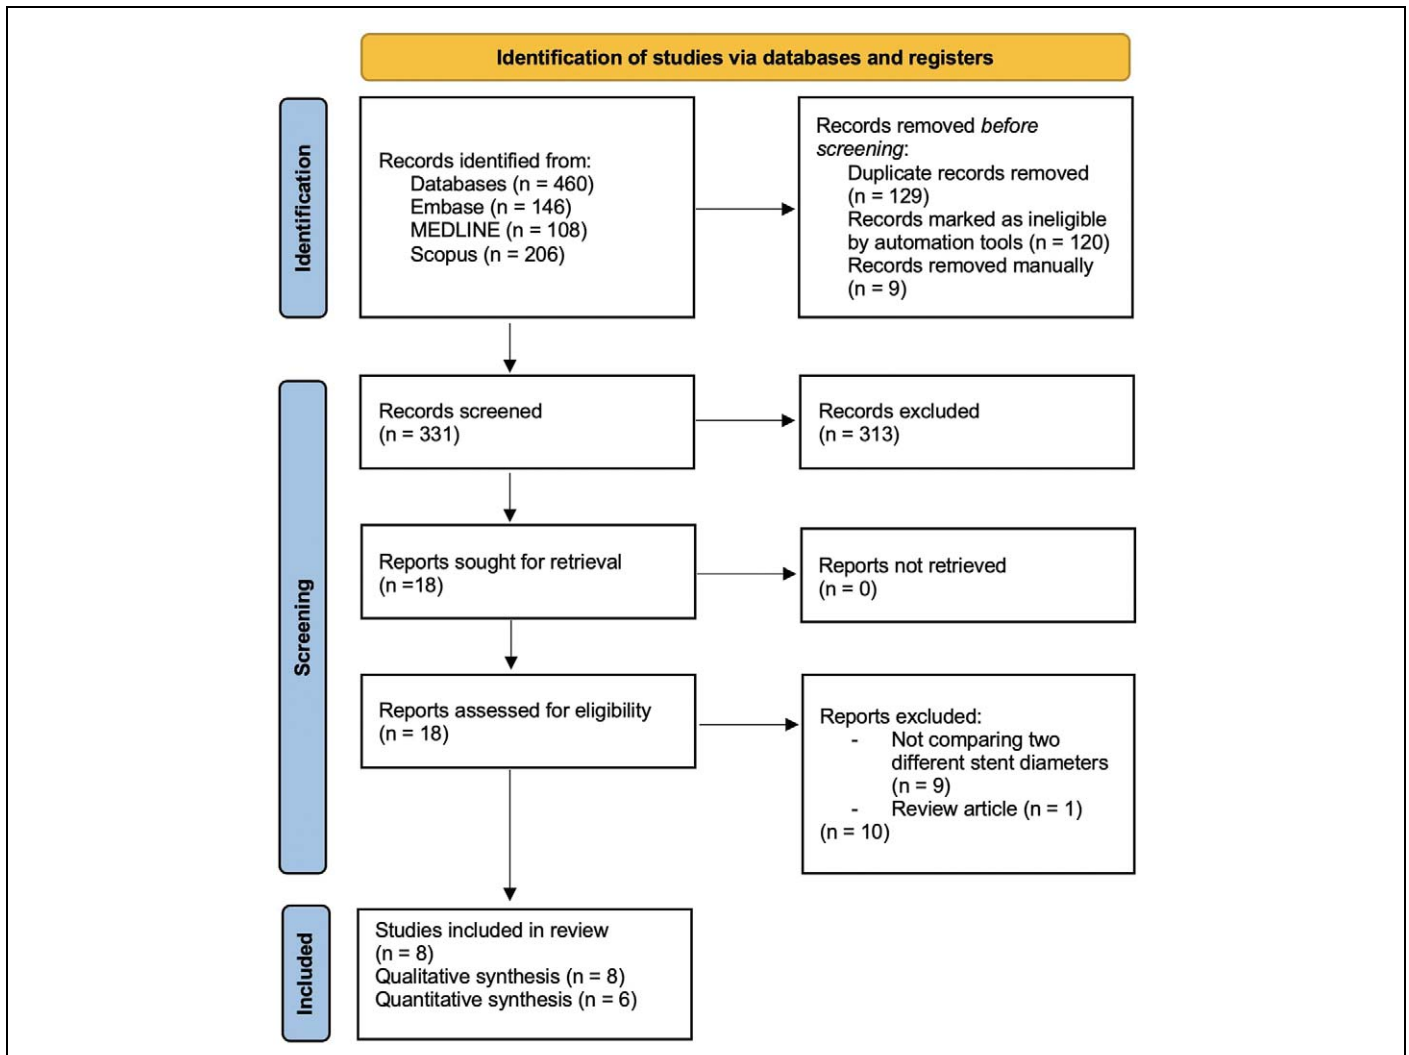 Identification of studies via databases and registers
Identification
Records identified from:
Databases (n = 460)
Embase (n = 146)
MEDLINE (n = 108)
Scopus (n = 206)
Records removed before
screening:
Duplicate records removed
(n = 129)
Records marked as ineligible
by automation tools (n = 120)
Records removed manually
(n = 9)
Screening
Records screened
(n = 331)
Records excluded
(n = 313)
Reports sought for retrieval
(n =18)
Reports not retrieved
(n = 0)
Reports assessed for eligibility
(n = 18)
Reports excluded:
- Not comparing two
different stent diameters
(n = 9)
- Review article (n = 1)
(n = 10)
Included
Studies included in review
(n = 8)
Qualitative synthesis (n = 8)
Quantitative synthesis (n = 6)